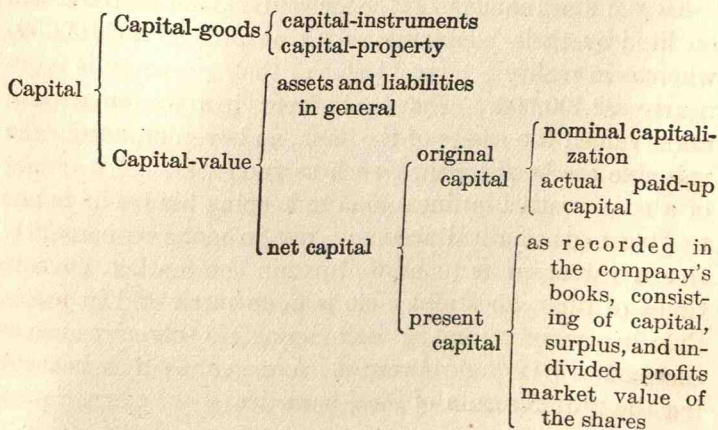 Capital
Capital-goods
capital-instruments
capital-property
Capital-value
assets and liabilities
in general
net capital
original
capital
nominal capitali-
zation
actual paid-up
capital
present
capital
as recorded in
the company's
books, consist-
ing of capital,
surplus, and un-
divided profits
market value of
the shares